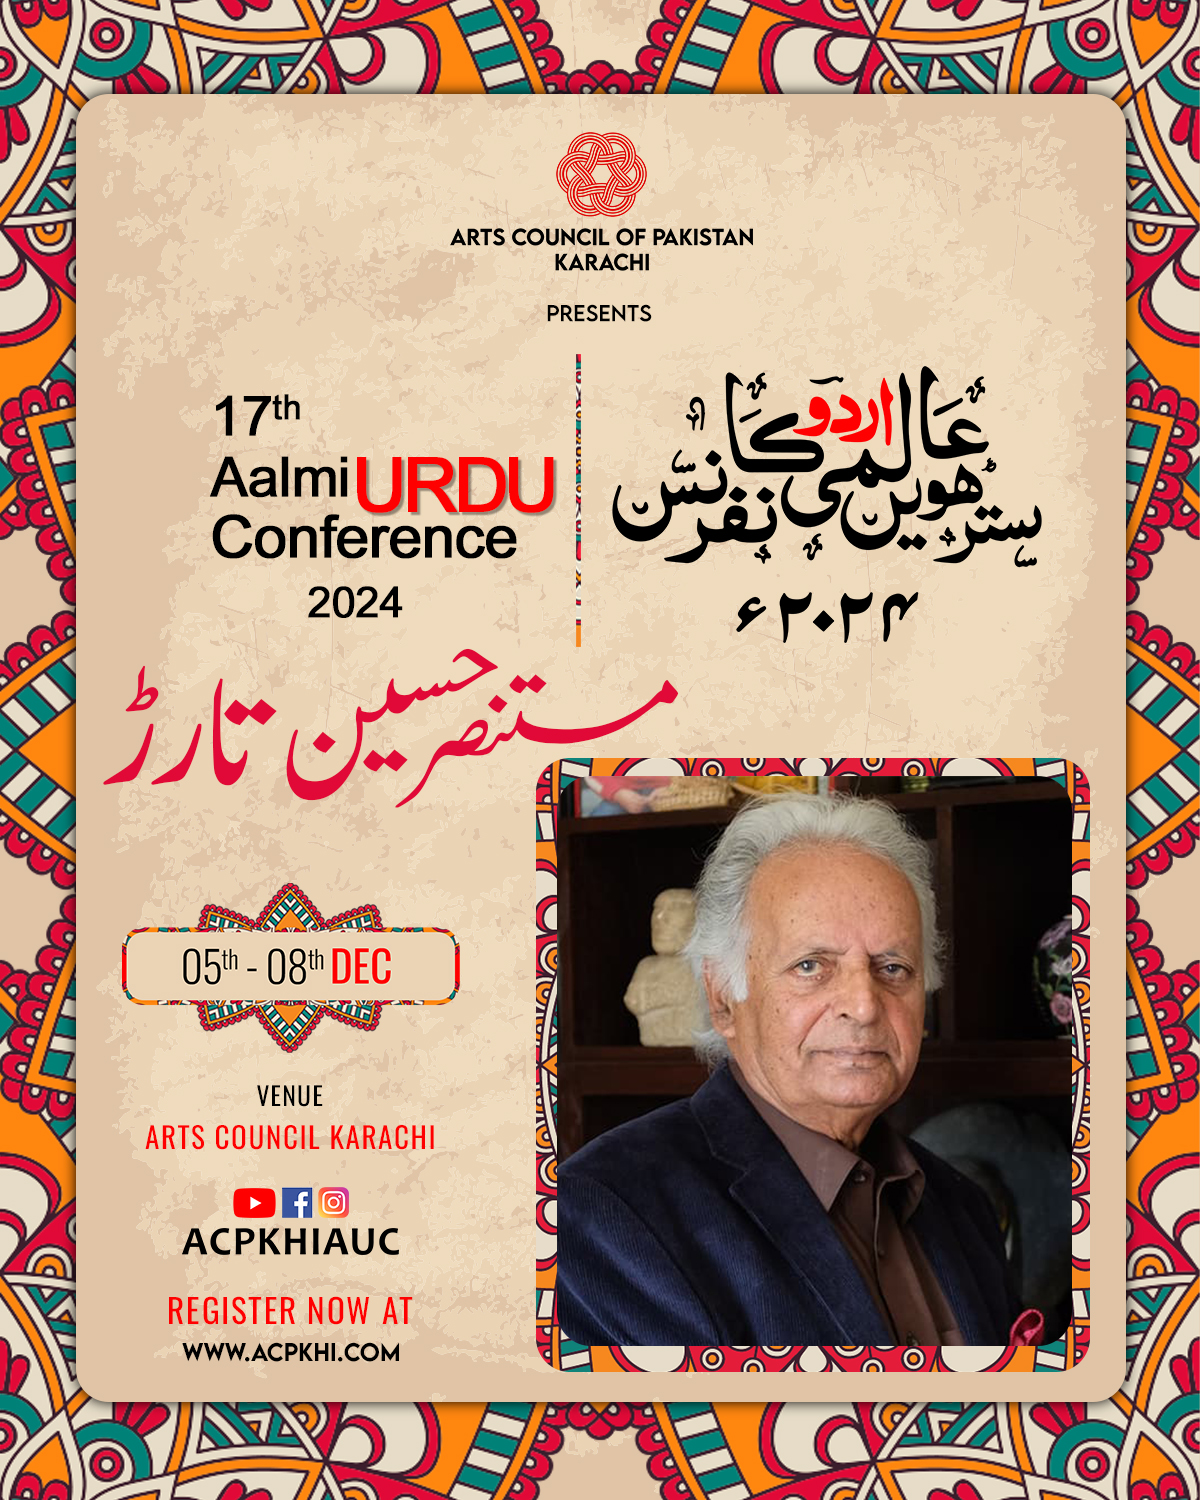 ARTS COUNCIL OF PAKISTAN
KARACHI
PRESENTS
17th
Aalmi URDU
Conference
2024
سترھویں عالمی اردو کانفرنس
۲۰۲۴ء
مستنصر حسین تارڑ
05th - 08th DEC
VENUE
ARTS COUNCIL KARACHI
ACPKHIAUC
REGISTER NOW AT
WWW.ACPKHI.COM